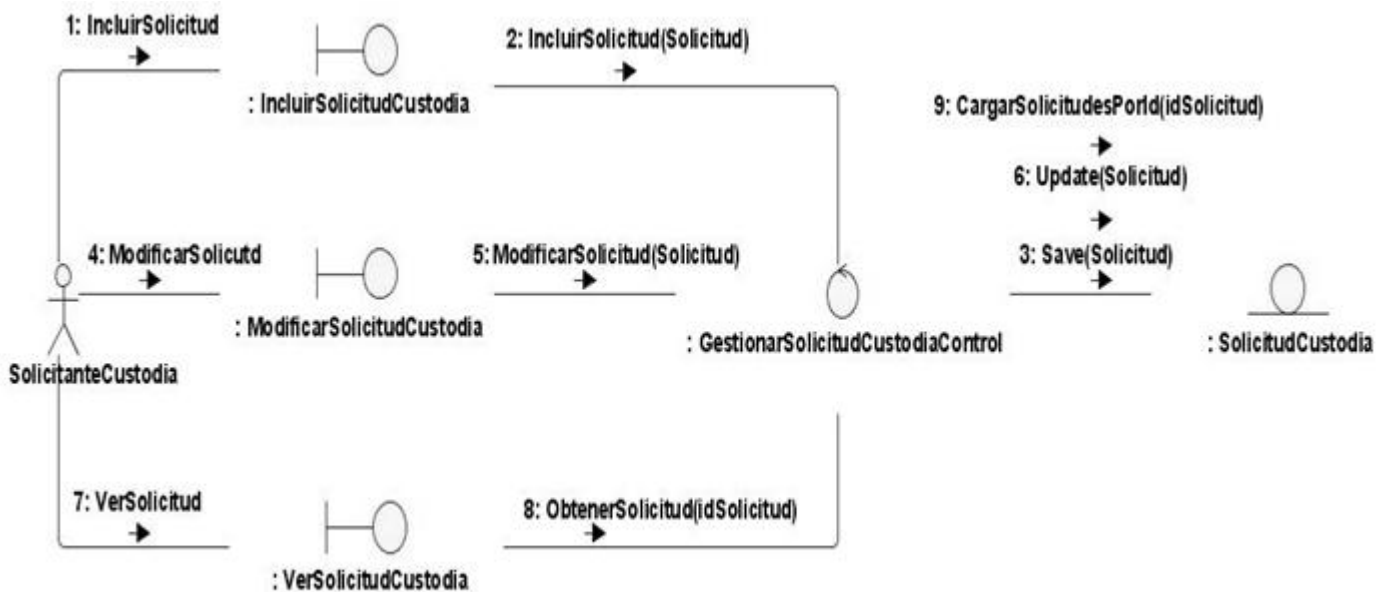 1: IncluirSolicitud
2: IncluirSolicitud(Solicitud)
: IncluirSolicitudCustodia
9: CargarSolicitudesPorId(idSolicitud)
6: Update(Solicitud)
4: ModificarSolicutd
5: ModificarSolicitud(Solicitud)
3: Save(Solicitud)
: ModificarSolicitudCustodia
: GestionarSolicitudCustodiaControl
: SolicitudCustodia
SolicitanteCustodia
7: VerSolicitud
8: ObtenerSolicitud(idSolicitud)
: VerSolicitudCustodia